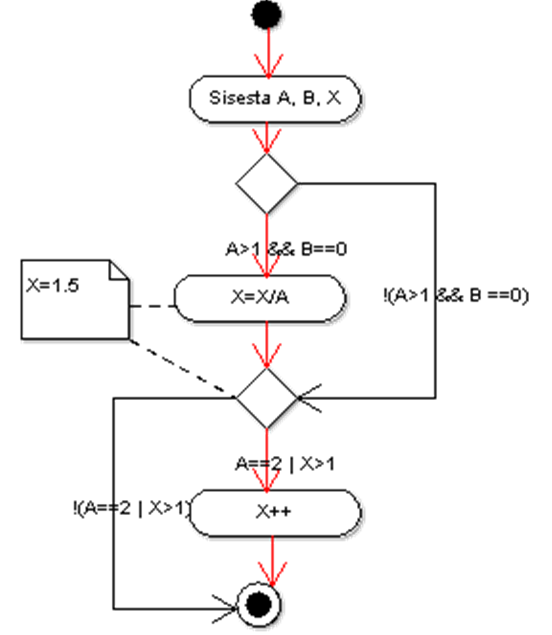 Sisesta A, B, X
A>1 && B==0
X=1.5
X=X/A
!(A>1 && B ==0)
A==2 | X>1
!(A==2 | X>1)
X++